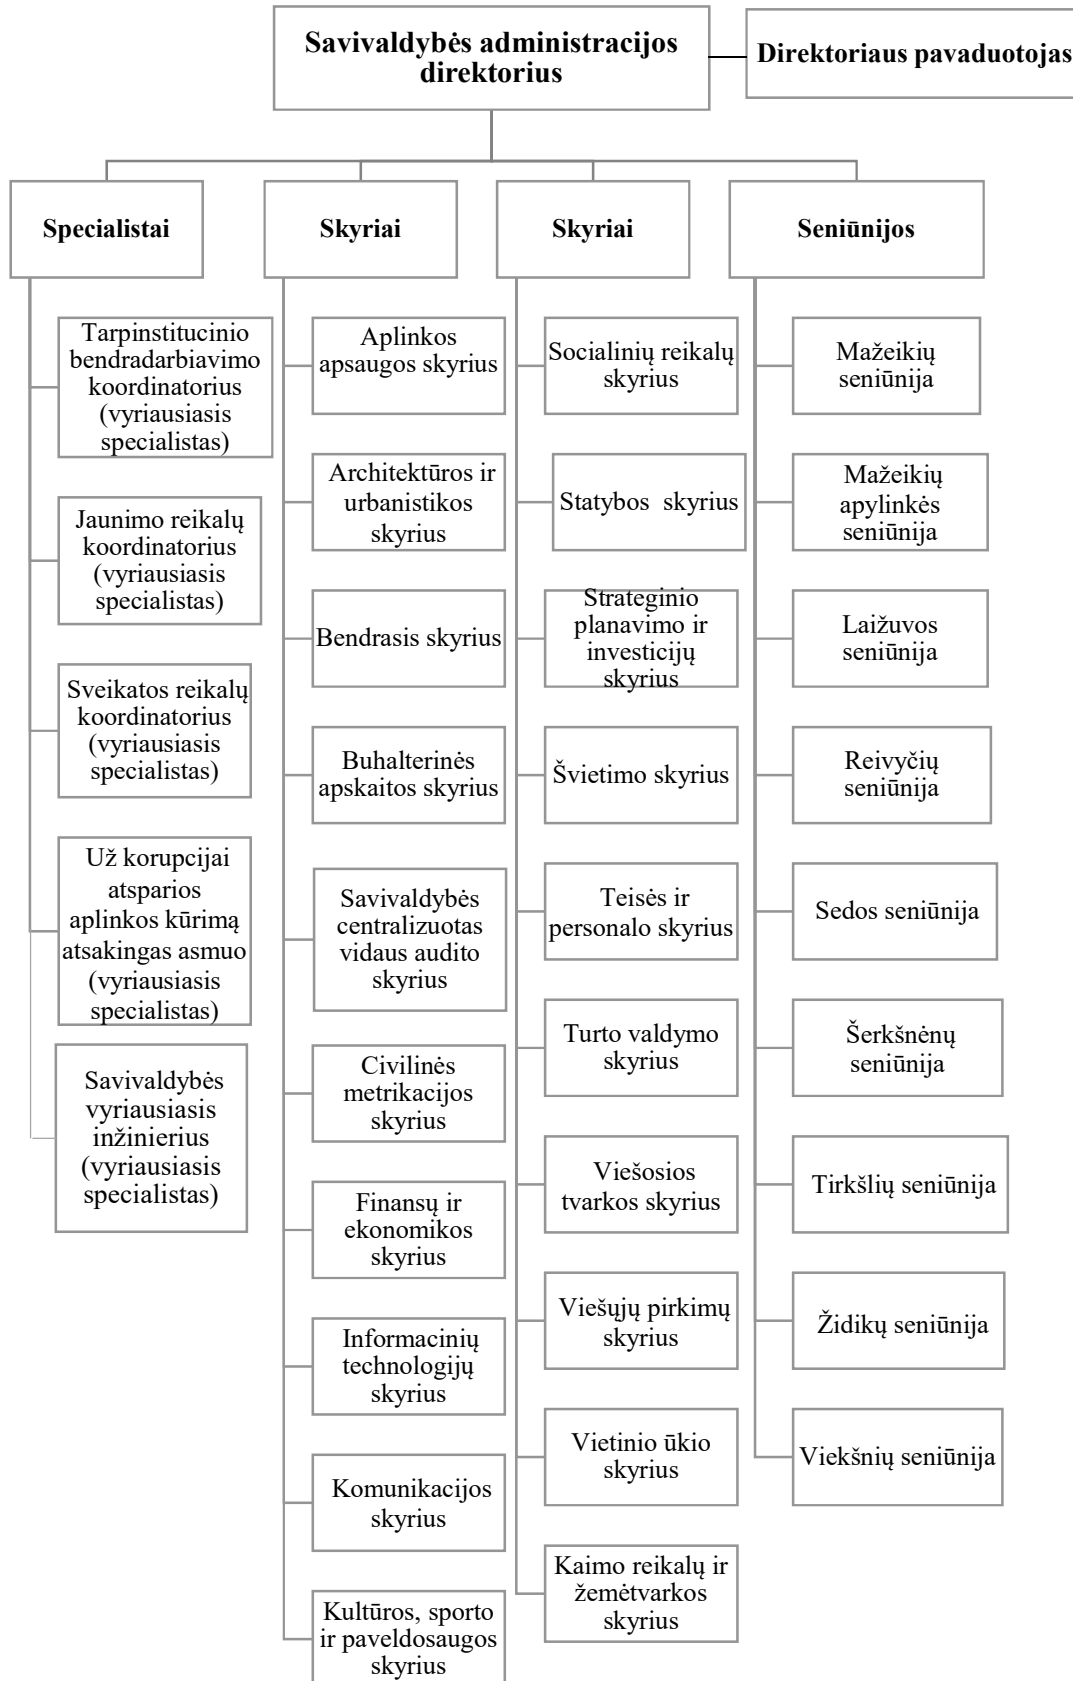 Savivaldybės administracijos
direktorius
Direktoriaus pavaduotojas
Specialistai
Tarpinstitucinio
bendradarbiavimo
koordinatorius
(vyriausiasis
specialistas)
Jaunimo reikalų
koordinatorius
(vyriausiasis
specialistas)
Sveikatos reikalų
koordinatorius
(vyriausiasis
specialistas)
Už korupcijai
atsparios
aplinkos kūrimą
atsakingas asmuo
(vyriausiasis
specialistas)
Savivaldybės
vyriausiasis
inžinierius
(vyriausiasis
specialistas)
Skyriai
Aplinkos
apsaugos skyrius
Architektūros ir
urbanistikos
skyrius
Bendrasis skyrius
Buhalterinės
apskaitos skyrius
Savivaldybės
centralizuotas
vidaus audito
skyrius
Civilinės
metrikacijos
skyrius
Finansų ir
ekonomikos
skyrius
Informacinių
technologijų
skyrius
Komunikacijos
skyrius
Kultūros, sporto
ir paveldosaugos
skyrius
Skyriai
Socialinių reikalų
skyrius
Statybos skyrius
Strateginio
planavimo ir
investicijų
skyrius
Švietimo skyrius
Teisės ir
personalo skyrius
Turto valdymo
skyrius
Viešosios
tvarkos skyrius
Viešųjų pirkimų
skyrius
Vietinio ūkio
skyrius
Kaimo reikalų ir
žemėtvarkos
skyrius
Seniūnijos
Mažeikių
seniūnija
Mažeikių
apylinkės
seniūnija
Laižuvos
seniūnija
Reivyčių
seniūnija
Sedos seniūnija
Šerkšnėnų
seniūnija
Tirkšlių seniūnija
Židikų seniūnija
Viekšnių seniūnija